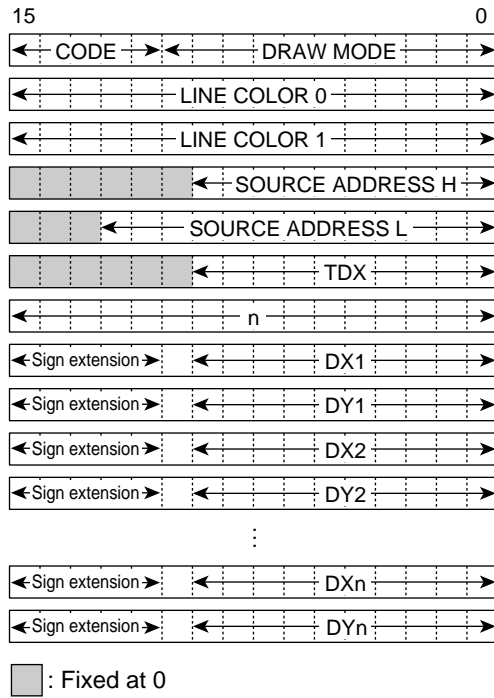 15 0
CODE DRAW MODE
LINE COLOR 0
LINE COLOR 1
SOURCE ADDRESS H
SOURCE ADDRESS L
TDX
n
Sign extension DX1
Sign extension DY1
Sign extension DX2
Sign extension DY2
⋮
Sign extension DXn
Sign extension DYn
: Fixed at 0